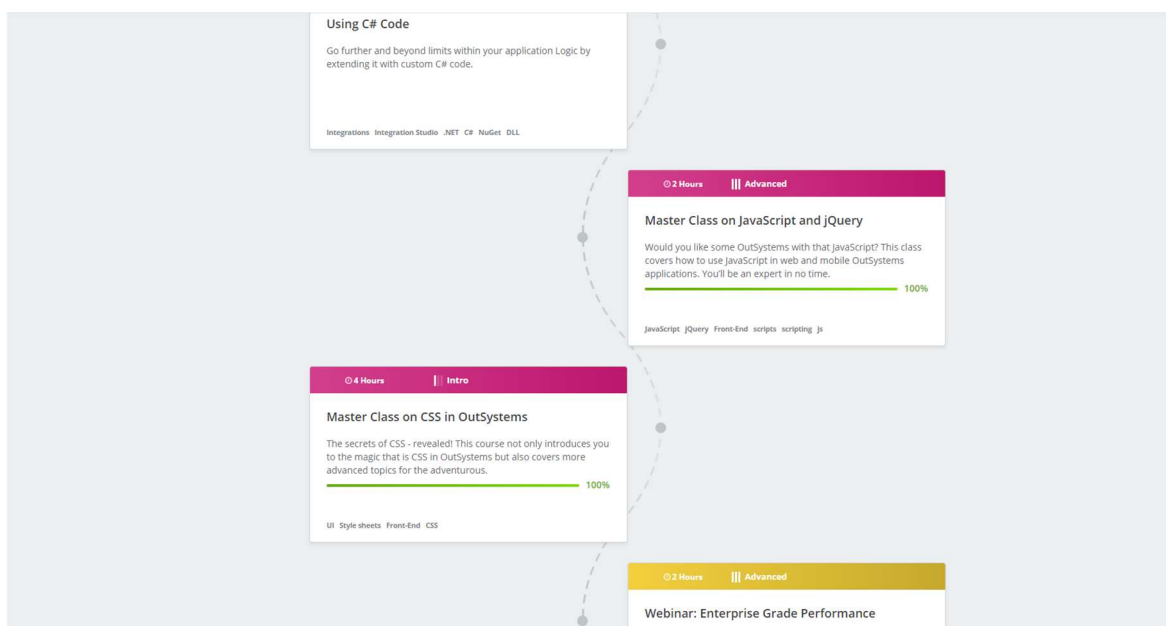 Using C# Code
Go further and beyond limits within your application Logic by
extending it with custom C# code.
Integrations Integration Studio .NET C# NuGet DLL
2 Hours Advanced
Master Class on JavaScript and jQuery
Would you like some OutSystems with that JavaScript? This class
covers how to use JavaScript in web and mobile OutSystems
applications. You'll be an expert in no time.
100%
JavaScript jQuery Front-End scripts scripting js
4 Hours Intro
Master Class on CSS in OutSystems
The secrets of CSS - revealed! This course not only introduces you
to the magic that is CSS in OutSystems but also covers more
advanced topics for the adventurous.
100%
UI Style sheets Front-End CSS
2 Hours Advanced
Webinar: Enterprise Grade Performance